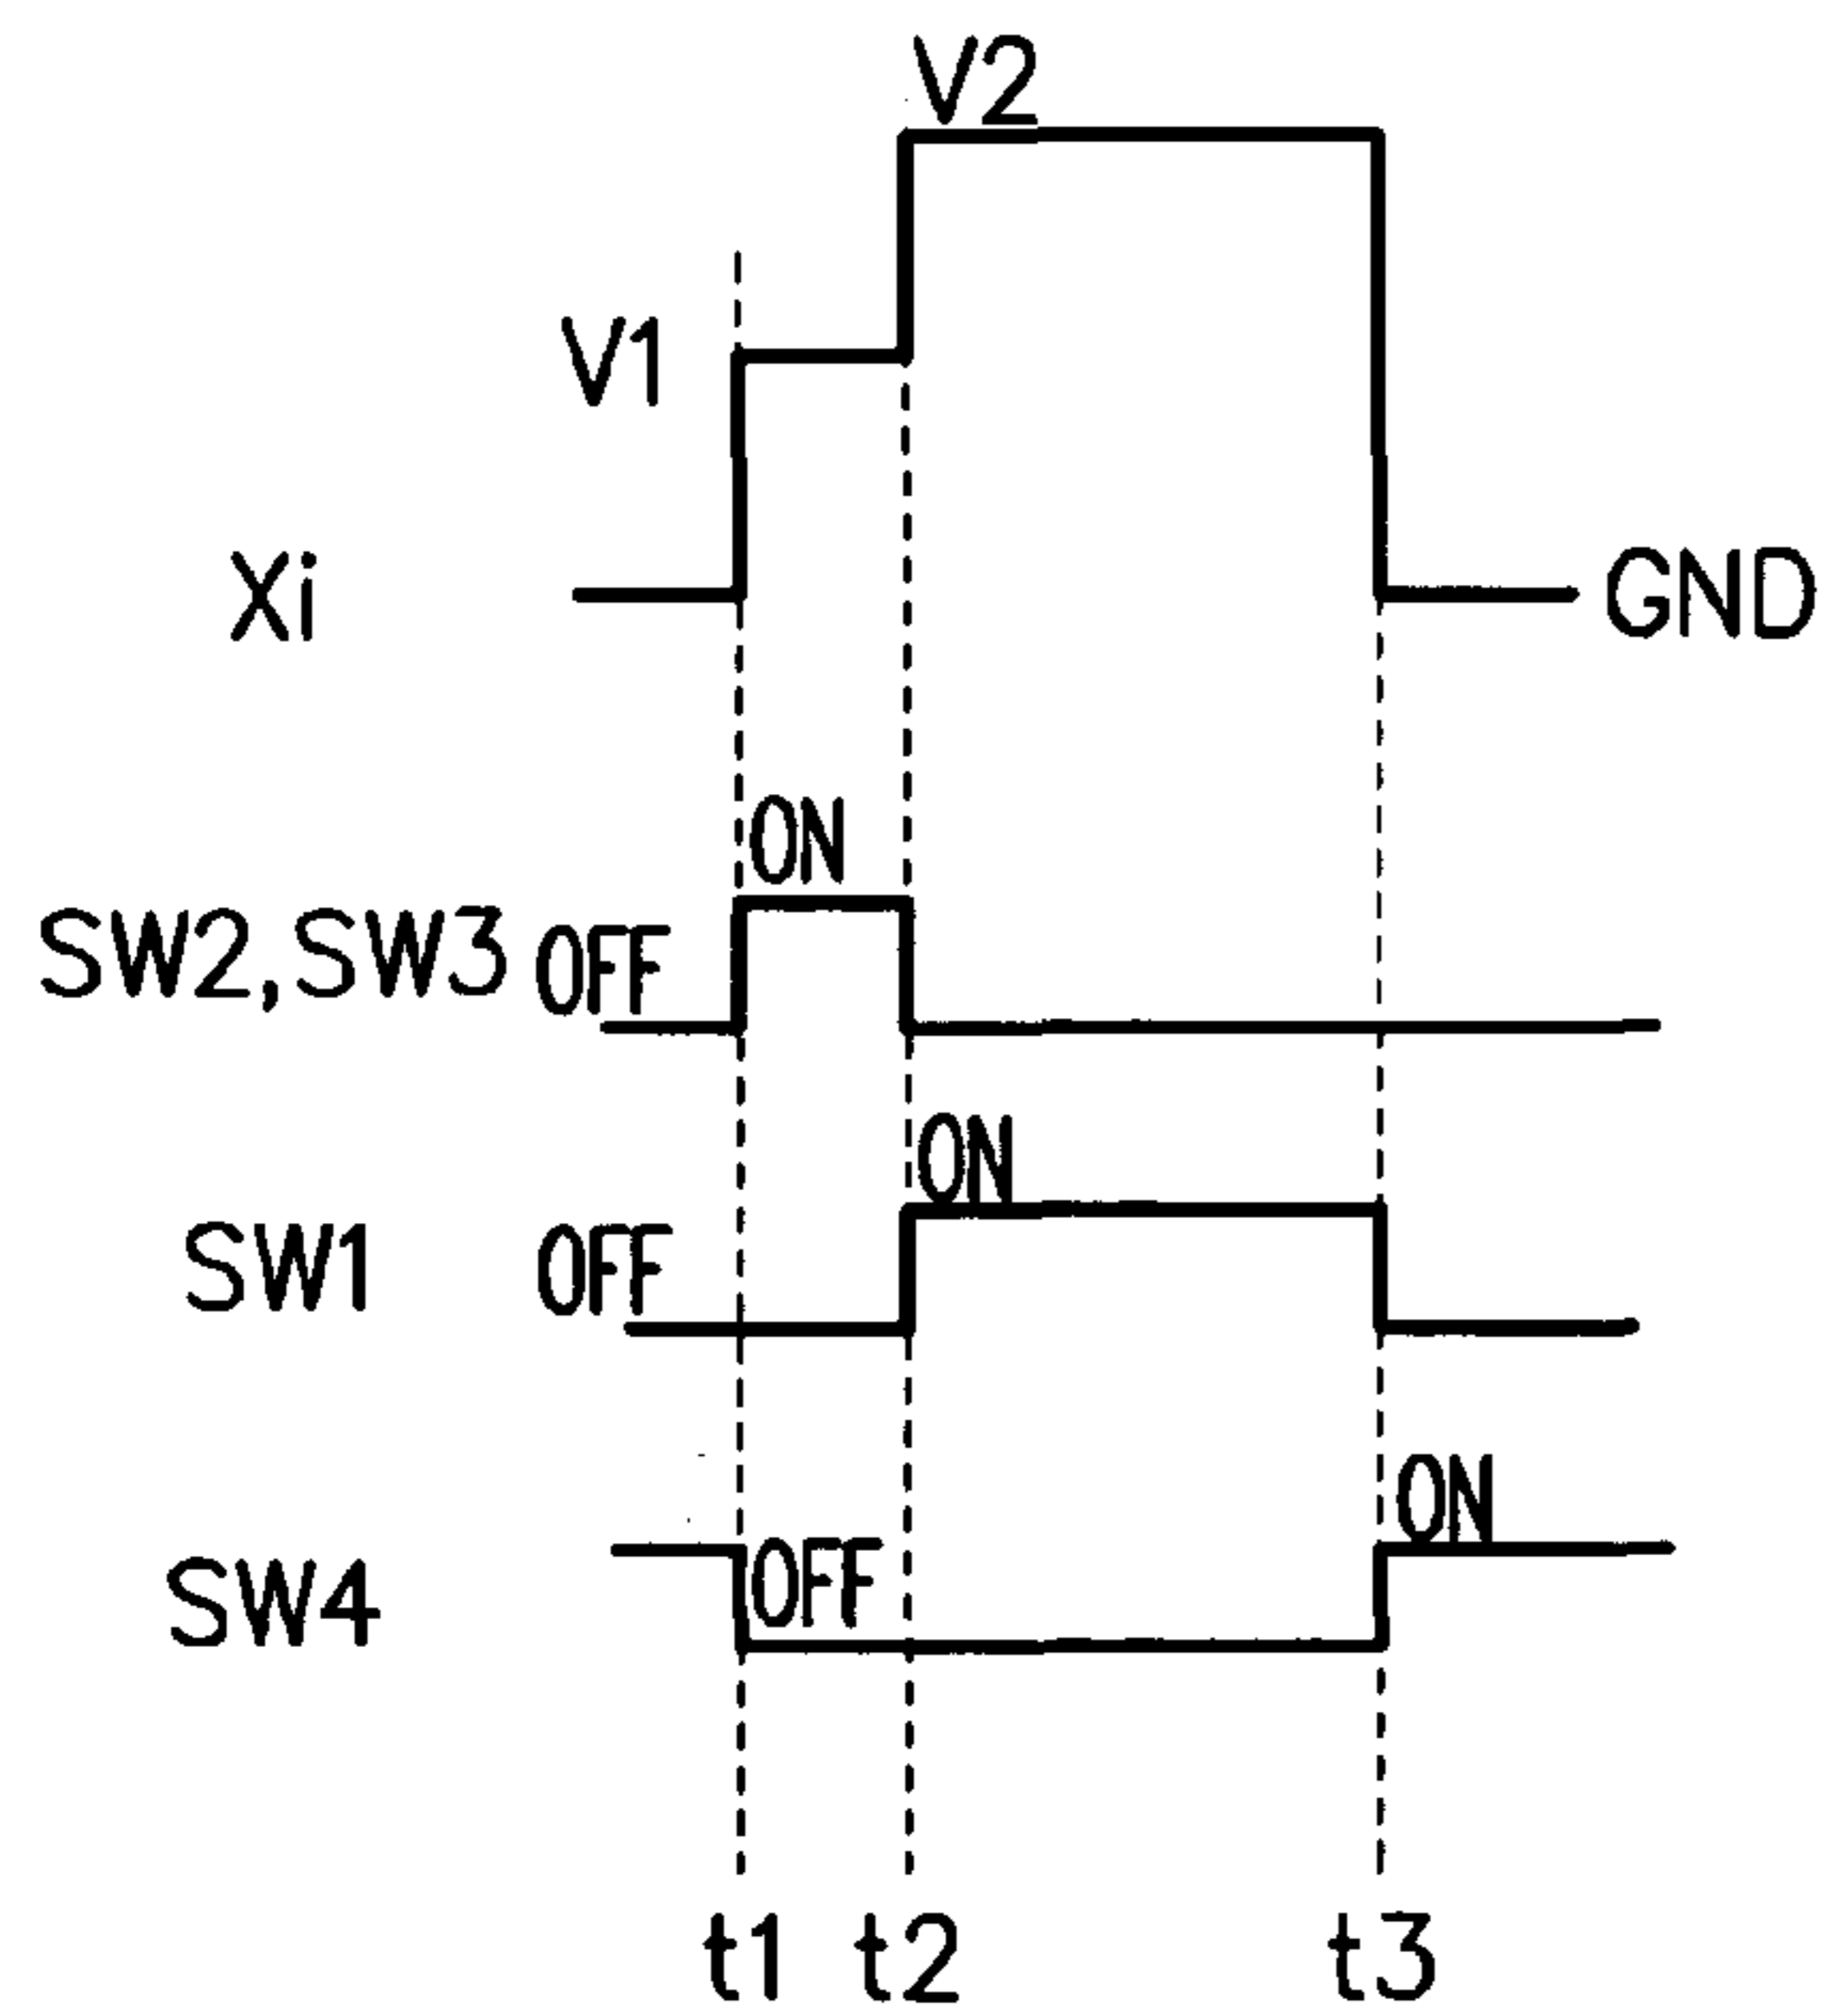 V2
V1
Xi
GND
ON
SW2,SW3
OFF
ON
SW1
OFF
ON
SW4
OFF
t1
t2
t3